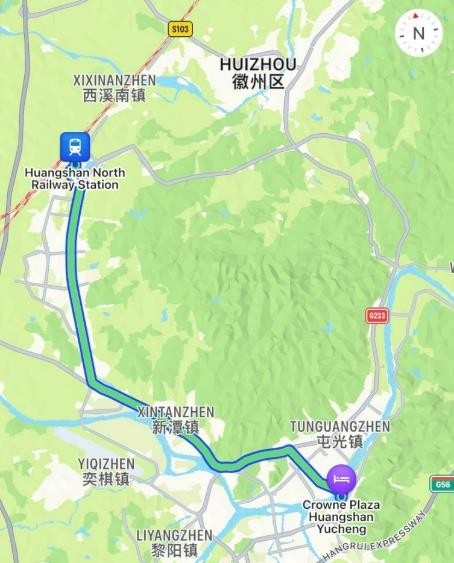 S103
N
HUIZHOU
徽州区
XIXINANZHEN
西溪南镇
Huangshan North
Railway Station
G233
XINTANZHEN
新潭镇
TUNGUANGZHEN
屯光镇
YIQIZHEN
奕棋镇
G56
Crowne Plaza
Huangshan
Yucheng
LIYANGZHEN
黎阳镇
HANGRUI EXPRESSWAY